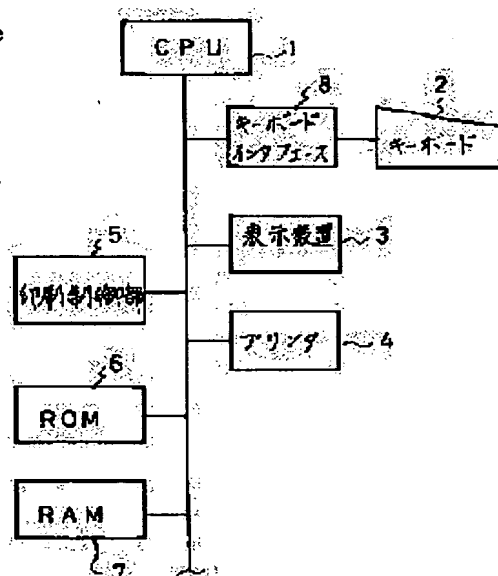 e
CPU
1
8
2
キーボード
インタフェース
キーボード
5
表示装置
3
印刷制御部
プリンタ
4
6
ROM
RAM
7